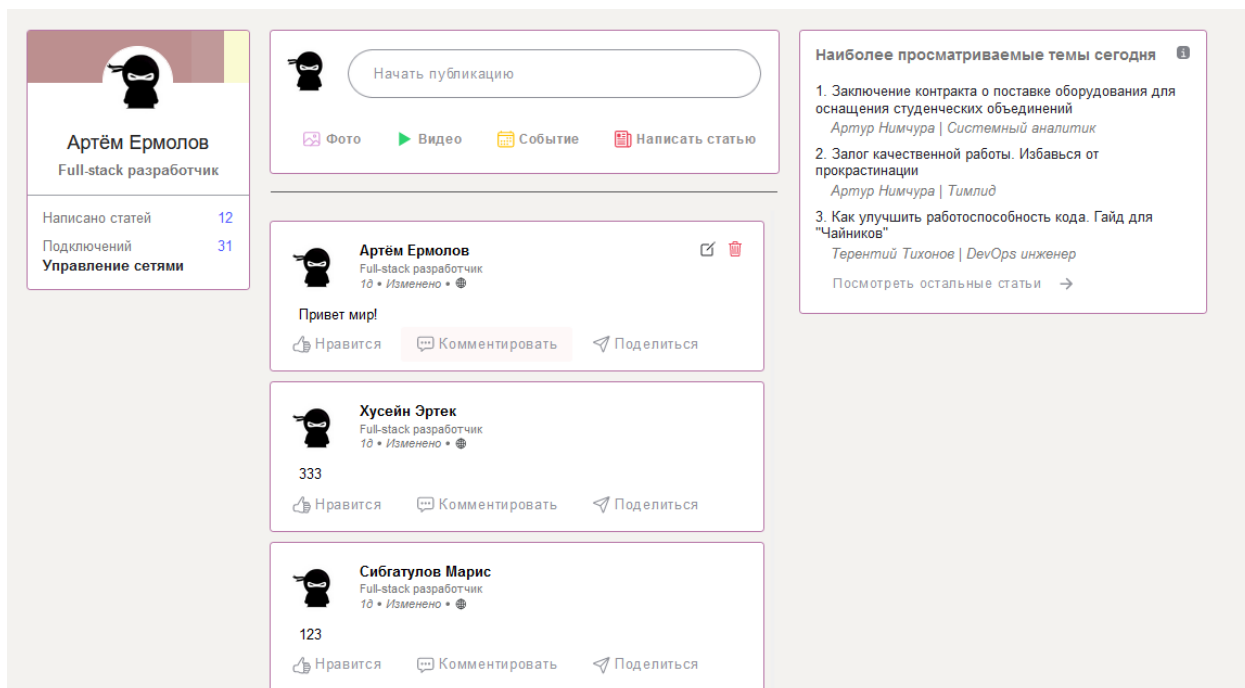 Артём Ермолов
Full-stack разработчик
Написано статей 12
Подключений 31
Управление сетями
Начать публикацию
Фото Видео Событие Написать статью
Артём Ермолов
Full-stack разработчик
1д • Изменено •
Привет мир!
Нравится Комментировать Поделиться
Хусейн Эртек
Full-stack разработчик
1д • Изменено •
333
Нравится Комментировать Поделиться
Сибгатулов Марис
Full-stack разработчик
1д • Изменено •
123
Нравится Комментировать Поделиться
Наиболее просматриваемые темы сегодня
1. Заключение контракта о поставке оборудования для
оснащения студенческих объединений
Артур Нимчура | Системный аналитик
2. Залог качественной работы. Избавься от
прокрастинации
Артур Нимчура | Тимлид
3. Как улучшить работоспособность кода. Гайд для
"Чайников"
Терентий Тихонов | DevOps инженер
Посмотреть остальные статьи →